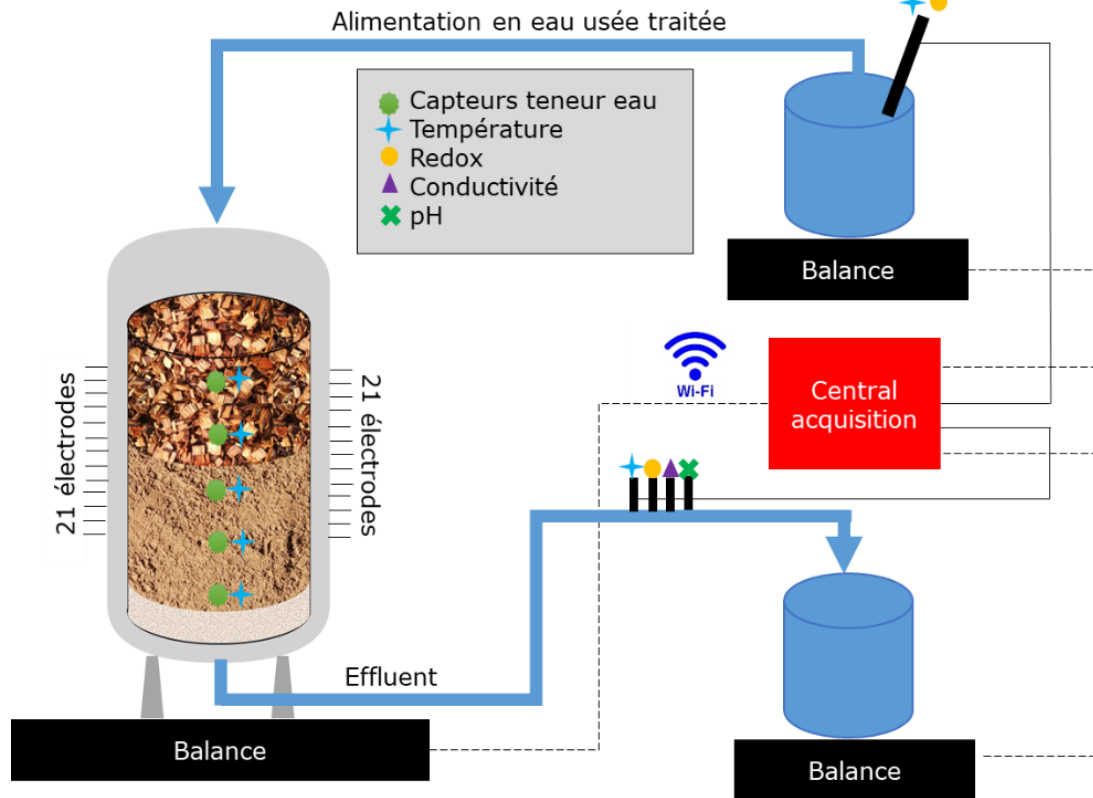 Alimentation en eau usée traitée
Capteurs teneur eau
Température
Redox
Conductivité
pH
Balance
21 électrodes
21 électrodes
Wi-Fi
Central
acquisition
Effluent
Balance
Balance